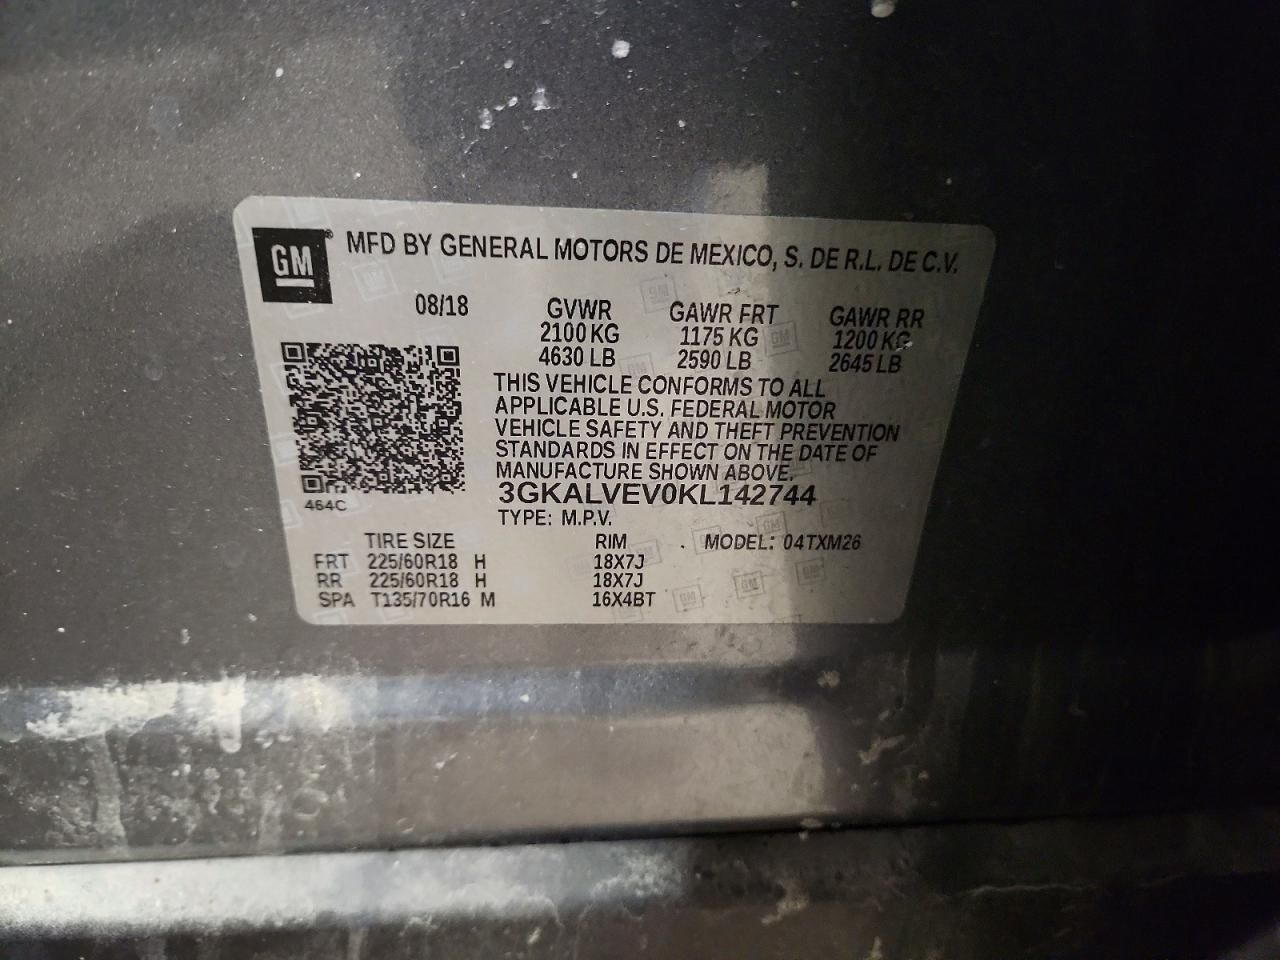 GM ® MFD BY GENERAL MOTORS DE MEXICO, S. DE R.L. DE C.V.
08/18 GVWR GAWR FRT GAWR RR
2100 KG 1175 KG 1200 KG
4630 LB 2590 LB 2645 LB
THIS VEHICLE CONFORMS TO ALL
APPLICABLE U.S. FEDERAL MOTOR
VEHICLE SAFETY AND THEFT PREVENTION
STANDARDS IN EFFECT ON THE DATE OF
MANUFACTURE SHOWN ABOVE.
464C
3GKALVEV0KL142744
TYPE: M.P.V.
TIRE SIZE RIM MODEL: 04TXM26
FRT 225/60R18 H 18X7J
RR 225/60R18 H 18X7J
SPA T135/70R16 M 16X4BT